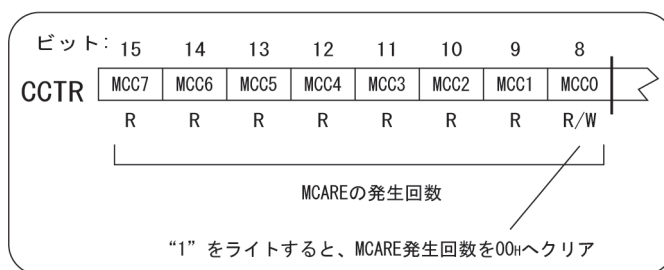 ビット: 15 14 13 12 11 10 9 8
CCTR MCC7 MCC6 MCC5 MCC4 MCC3 MCC2 MCC1 MCC0
R R R R R R R R/W
MCAREの発生回数
“1”をライトすると、MCARE発生回数を00Hへクリア